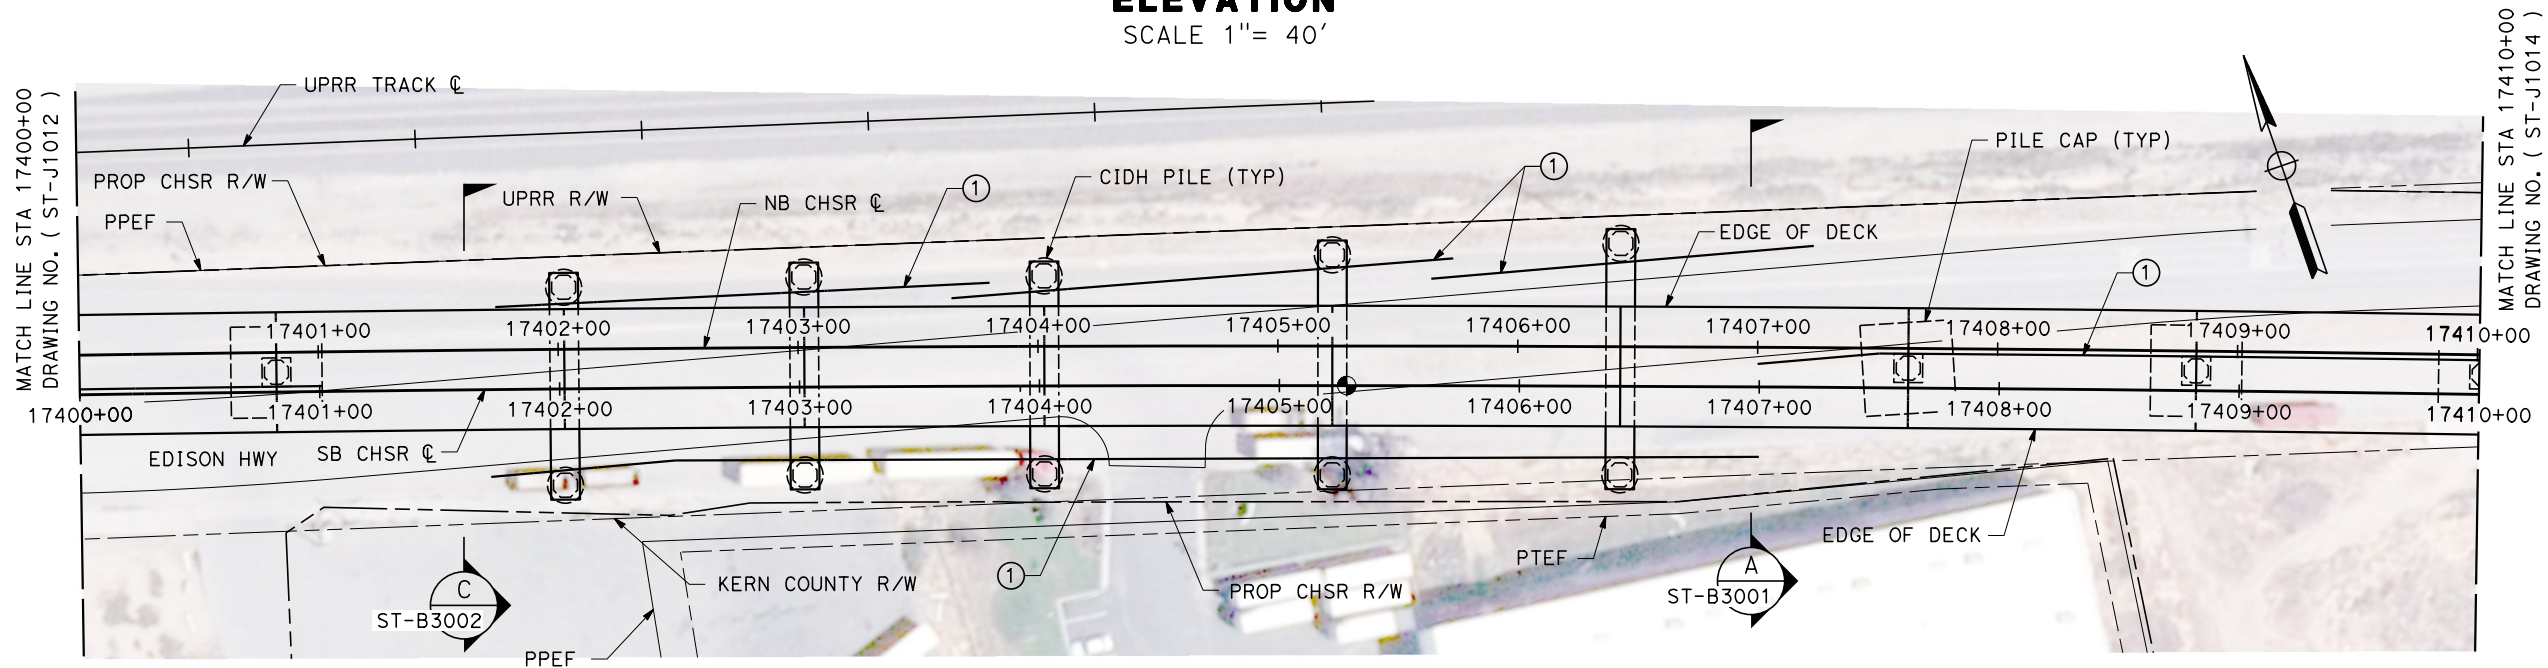 ELEVATION
SCALE 1"= 40'
MATCH LINE STA 17400+00
DRAWING NO. ( ST-J1012 )
MATCH LINE STA 17410+00
DRAWING NO. ( ST-J1014 )
UPRR TRACK ℄
PILE CAP (TYP)
PROP CHSR R/W
UPRR R/W
NB CHSR ℄
1
CIDH PILE (TYP)
1
PPEF
EDGE OF DECK
1
17401+00
17402+00
17403+00
17404+00
17405+00
17406+00
17407+00
17408+00
17409+00
17410+00
17400+00
17401+00
17402+00
17403+00
17404+00
17405+00
17406+00
17407+00
17408+00
17409+00
17410+00
EDISON HWY
SB CHSR ℄
EDGE OF DECK
PTEF
1
KERN COUNTY R/W
PROP CHSR R/W
C
ST-B3002
A
ST-B3001
PPEF